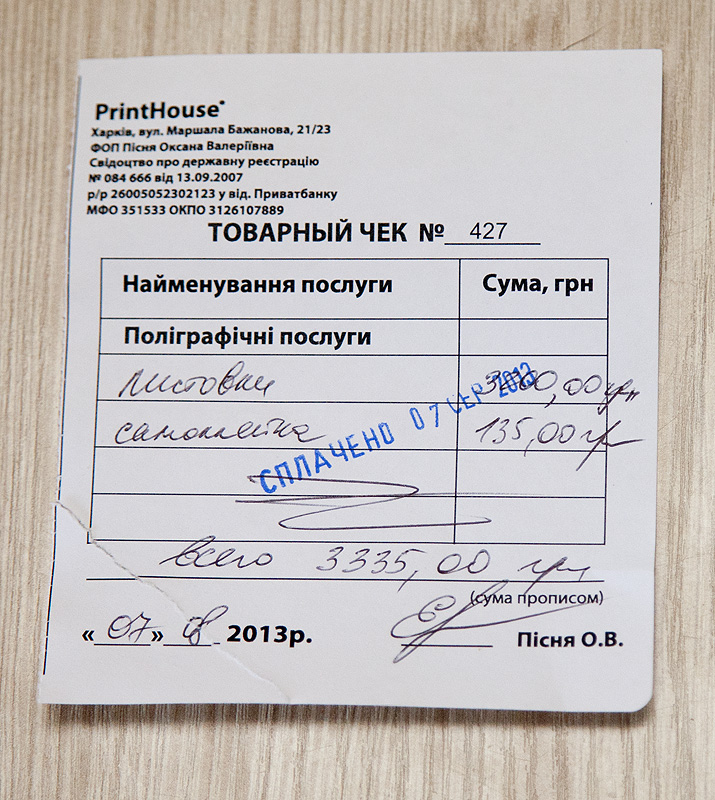 PrintHouse*
Харків, вул. Маршала Бажанова, 21/23
ФОП Пісня Оксана Валеріївна
Свідоцтво про державну реєстрацію
№ 084 666 від 13.09.2007
р/р 26005052302123 у від. Приватбанку
МФО 351533 ОКПО 3126107889
ТОВАРНЫЙ ЧЕК № 427
Найменування послуги Сума, грн
Поліграфічні послуги
листовки 3200,00 грн
самоклейка 135,00 гр
СПЛАЧЕНО 07 СЕР 2013
всего 3335,00 грн
(сума прописом)
«07» 2013р. Пісня О.В.